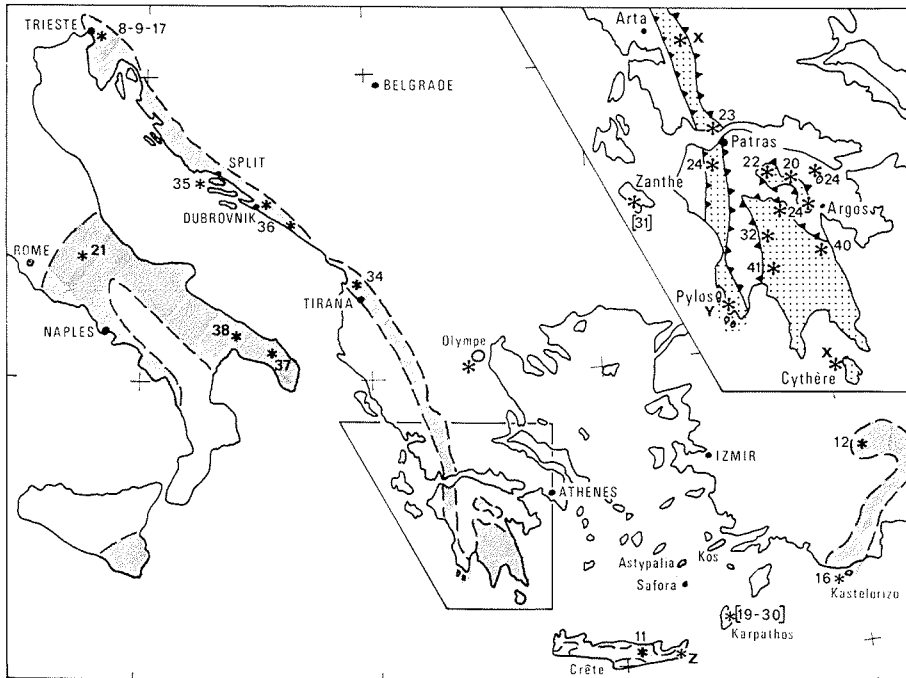 TRIESTE
8-9-17
BELGRADE
SPLIT
35
DUBROVNIK
36
ROME
21
34
TIRANA
NAPLES
38
37
Olympe
ATHENES
IZMIR
12
Astypalia
Kos
Safora
16
Kastelorizo
[19-30]
Karpathos
11
Z
Crête
Arta
X
23
Patras
24
22
20
24
Zanthe
[31]
24
Argos
32
40
41
Pylos
Y
X
Cythère